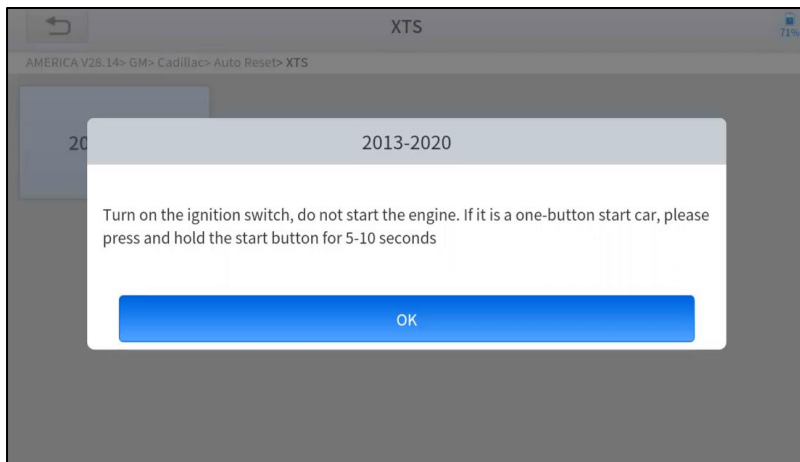 XTS
71%
AMERICA V28.14> GM> Cadillac> Auto Reset> XTS
20
2013-2020
Turn on the ignition switch, do not start the engine. If it is a one-button start car, please
press and hold the start button for 5-10 seconds
OK